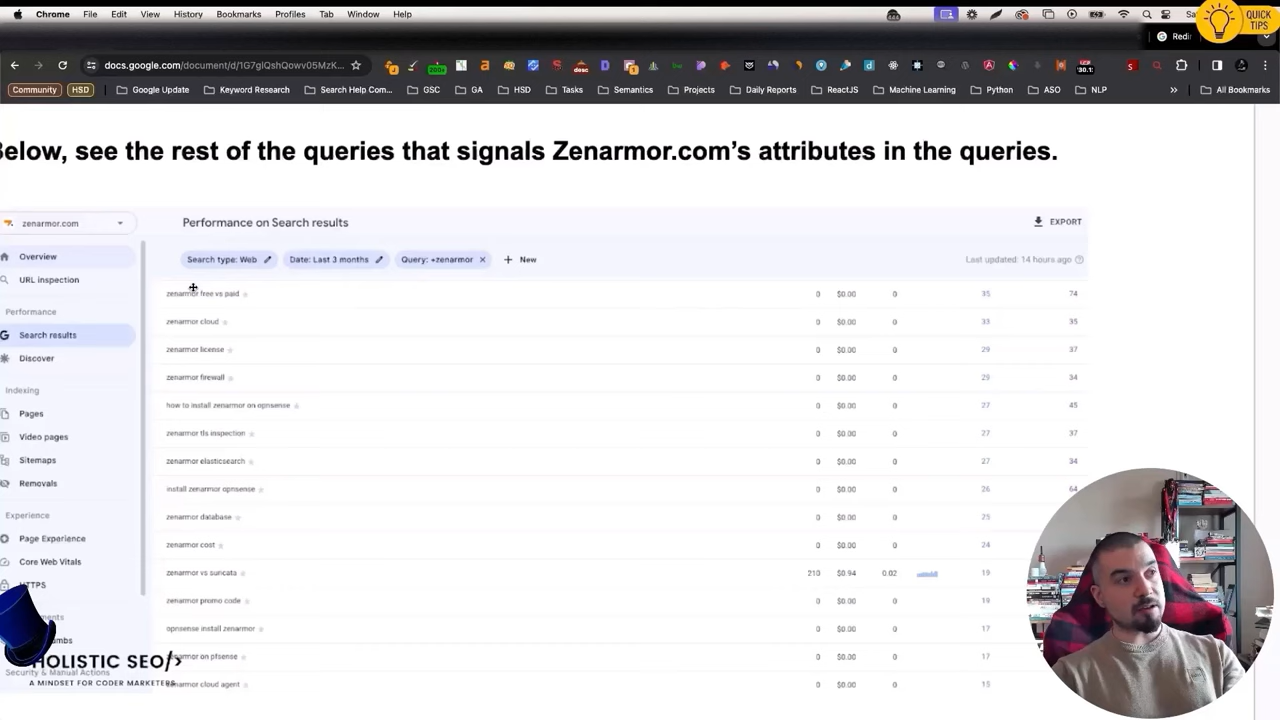 Chrome File Edit View History Bookmarks Profiles Tab Window Help
QUICK TIPS
Redi
docs.google.com/document/d/1G7glQshQowv05MzK...
Community HSD Google Update Keyword Research Search Help Com... GSC GA HSD Tasks Semantics Projects Daily Reports ReactJS Machine Learning Python ASO NLP All Bookmarks
Below, see the rest of the queries that signals Zenarmor.com’s attributes in the queries.
zenarmor.com
Performance on Search results
EXPORT
Search type: Web Date: Last 3 months Query: +zenarmor New Last updated: 14 hours ago
Overview
URL inspection
Performance
Search results
Discover
Indexing
Pages
Video pages
Sitemaps
Removals
Experience
Page Experience
Core Web Vitals
HTTPS
Security & Manual Actions
zenarmor free vs paid 0 $0.00 0 35 74
zenarmor cloud 0 $0.00 0 33 35
zenarmor license 0 $0.00 0 29 37
zenarmor firewall 0 $0.00 0 29 34
how to install zenarmor on opnsense 0 $0.00 0 27 45
zenarmor tls inspection 0 $0.00 0 27 37
zenarmor elasticsearch 0 $0.00 0 27 34
install zenarmor opnsense 0 $0.00 0 26 64
zenarmor database 0 $0.00 0 25
zenarmor cost 0 $0.00 0 24
zenarmor vs suricata 210 $0.94 0.02 19
zenarmor promo code 0 $0.00 0 19
opnsense install zenarmor 0 $0.00 0 17
zenarmor on pfsense 0 $0.00 0 17
zenarmor cloud agent 0 $0.00 0 15
HOLISTIC SEO/>
A MINDSET FOR CODER MARKETERS